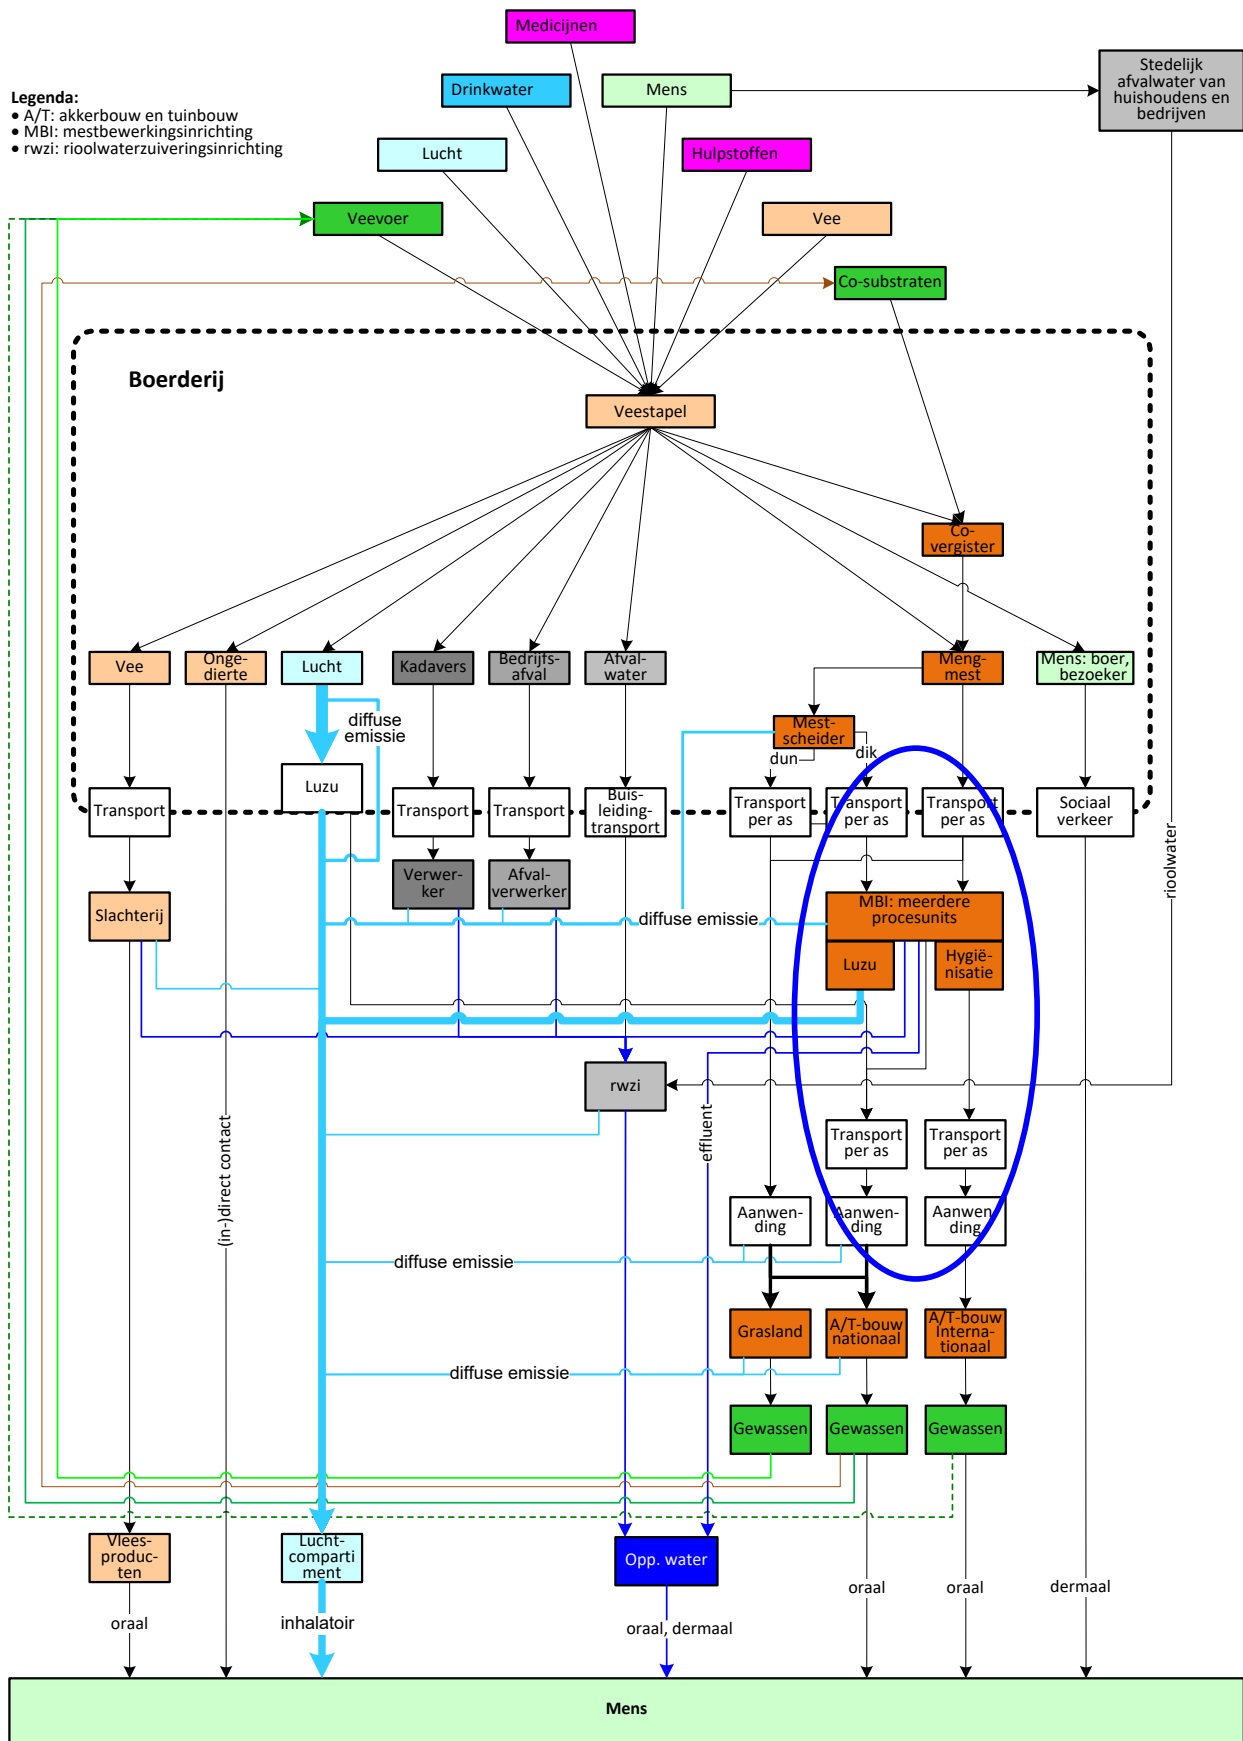 Medicijnen
Stedelijk
afvalwater van
huishoudens en
bedrijven
Drinkwater
Mens
Legenda:
• A/T: akkerbouw en tuinbouw
• MBI: mestbewerkingsinrichting
• rwzi: rioolwaterzuiveringsinrichting
Lucht
Hulpstoffen
Veevoer
Vee
Co-substraten
Boerderij
Veestapel
Co-
vergister
Vee
Onge-
dierte
Lucht
Kadavers
Bedrijfs-
afval
Afval-
water
Meng-
mest
Mens: boer,
bezoeker
diffuse
emissie
Mest-
scheider
dun
dik
Luzu
Transport
Transport
Transport
Buis-
leiding-
transport
Transport
per as
Transport
per as
Transport
per as
Sociaal
verkeer
rioolwater
Verwer-
ker
Afval-
verwerker
Slachterij
diffuse emissie
MBI: meerdere
procesunits
Luzu
Hygië-
nisatie
rwzi
(in-)direct contact
effluent
Transport
per as
Transport
per as
Aanwen-
ding
Aanwen-
ding
Aanwen-
ding
diffuse emissie
Grasland
A/T-bouw
nationaal
A/T-bouw
Interna-
tionaal
diffuse emissie
Gewassen
Gewassen
Gewassen
Vlees-
produc-
ten
Lucht-
comparti
ment
Opp. water
oraal
inhalatoir
oraal, dermaal
oraal
oraal
dermaal
Mens